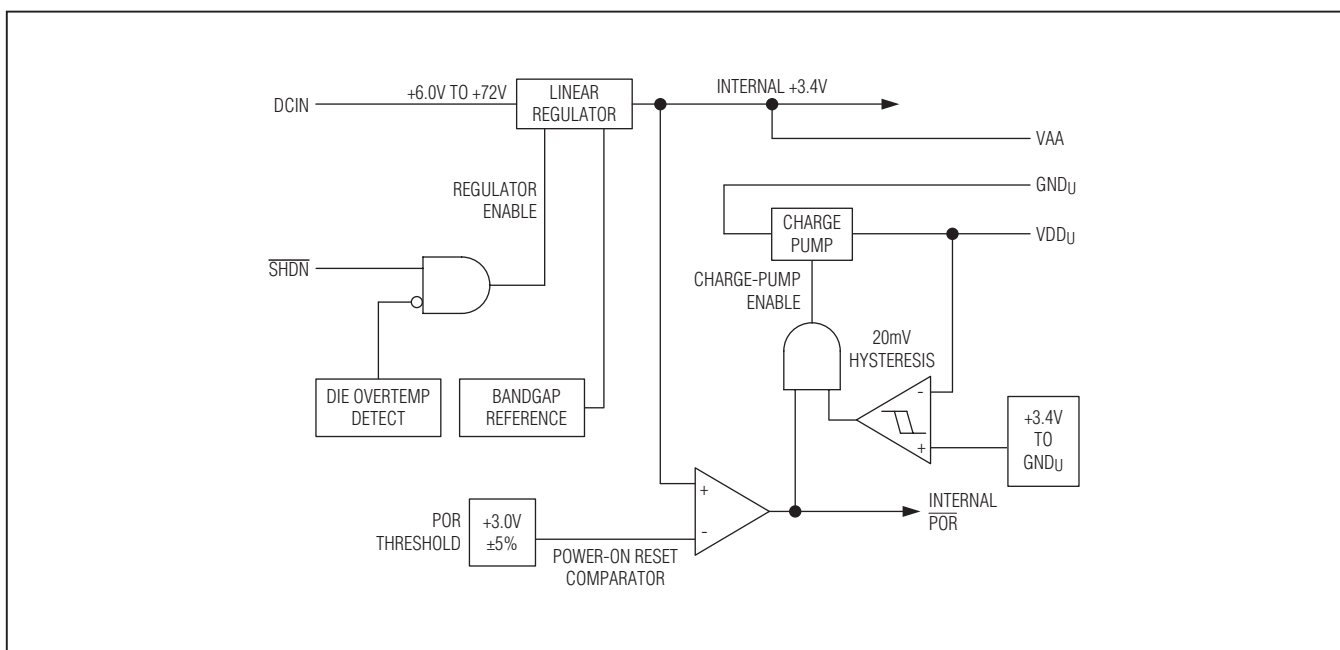 DCIN
+6.0V TO +72V
LINEAR
REGULATOR
INTERNAL +3.4V
VAA
REGULATOR
ENABLE
GNDU
CHARGE
PUMP
VDDU
SHDN
CHARGE-PUMP
ENABLE
20mV
HYSTERESIS
DIE OVERTEMP
DETECT
BANDGAP
REFERENCE
-
+
+3.4V
TO
GNDU
POR
THRESHOLD
+3.0V
±5%
+
-
POWER-ON RESET
COMPARATOR
INTERNAL
POR